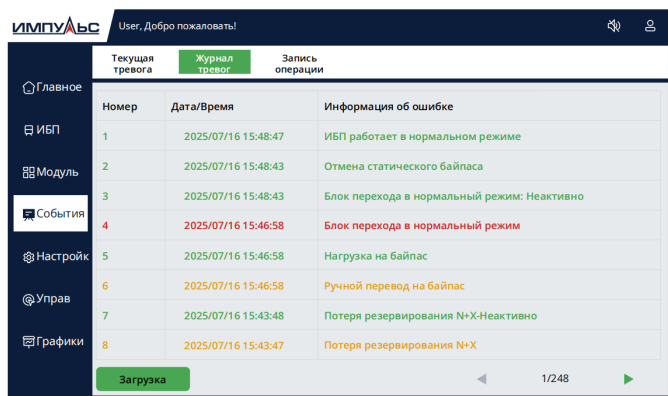 ИМПУЛЬС
User, Добро пожаловать!
Текущая тревога
Журнал тревог
Запись операции
Главное
ИБП
Модуль
События
Настройк
Управ
Графики
Номер Дата/Время Информация об ошибке
1 2025/07/16 15:48:47 ИБП работает в нормальном режиме
2 2025/07/16 15:48:43 Отмена статического байпаса
3 2025/07/16 15:48:43 Блок перехода в нормальный режим: Неактивно
4 2025/07/16 15:46:58 Блок перехода в нормальный режим
5 2025/07/16 15:46:58 Нагрузка на байпас
6 2025/07/16 15:46:58 Ручной перевод на байпас
7 2025/07/16 15:43:48 Потеря резервирования N+X-Неактивно
8 2025/07/16 15:43:47 Потеря резервирования N+X
Загрузка
1/248